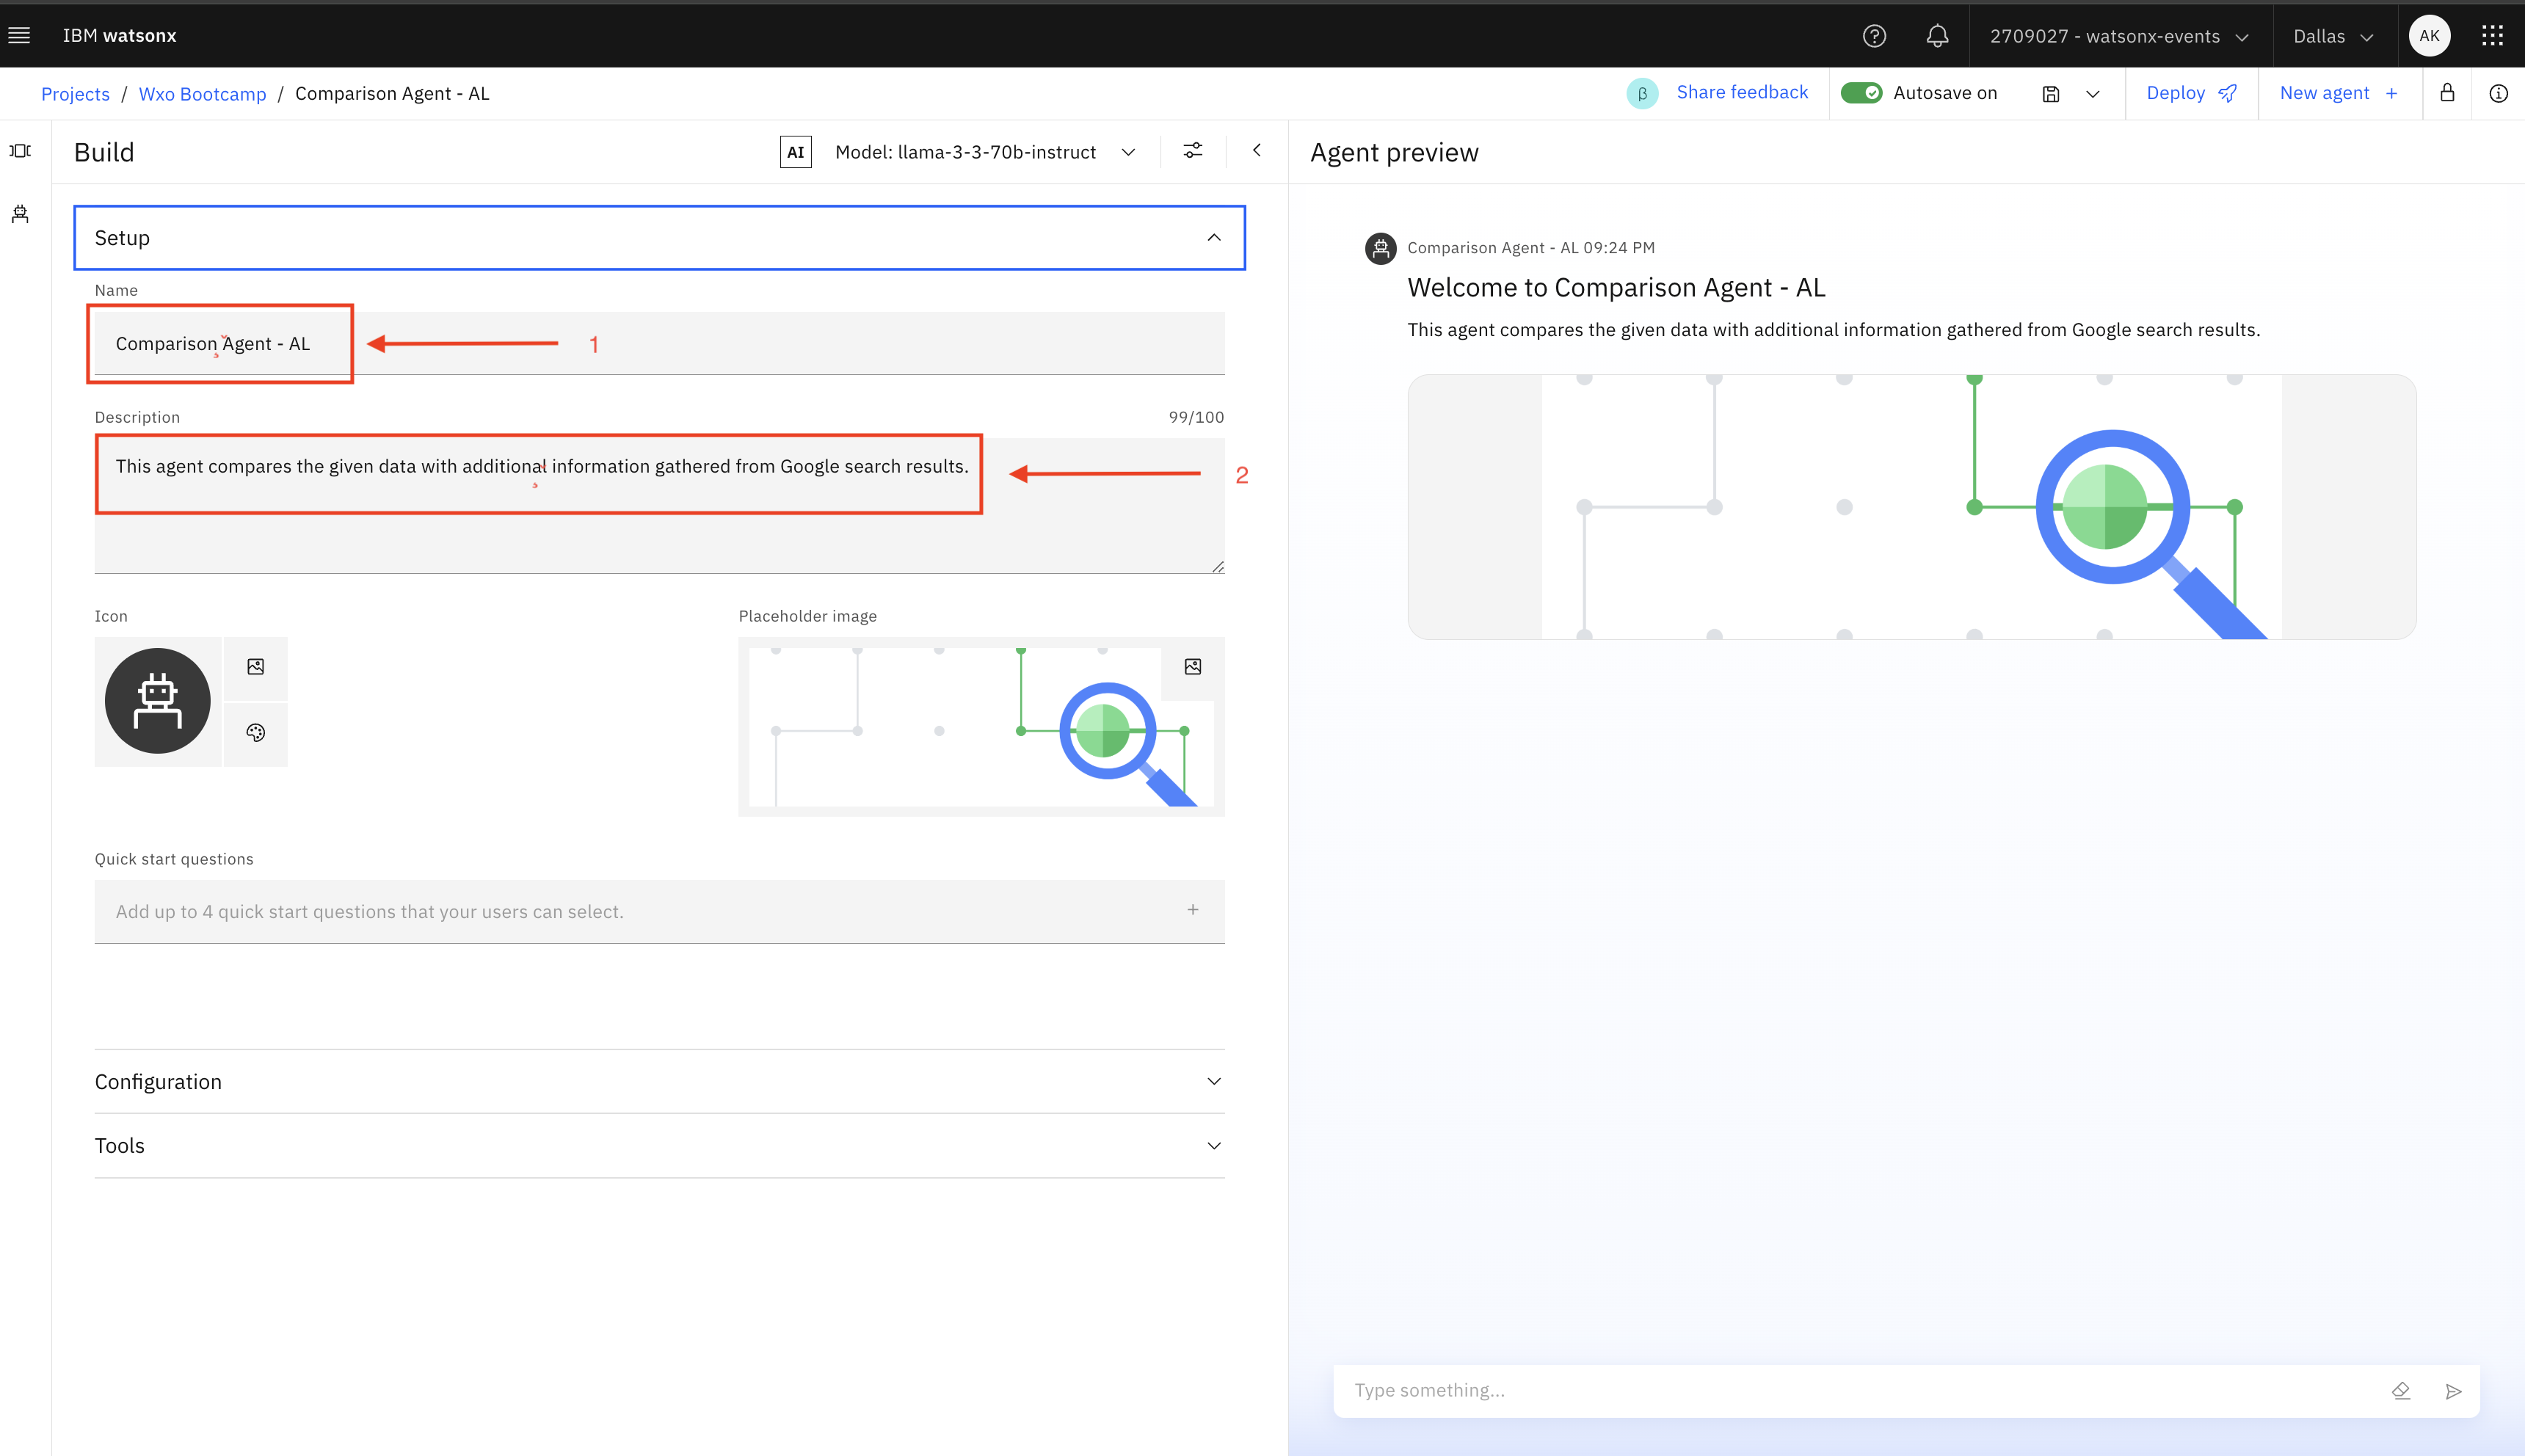 IBM watsonx
2709027 - watsonx-events
Dallas
AK
Projects / Wxo Bootcamp / Comparison Agent - AL
β Share feedback
Autosave on
Deploy
New agent +
Build
AI Model: llama-3-3-70b-instruct
Agent preview
Setup
Name
Comparison Agent - AL
1
Description
99/100
This agent compares the given data with additional information gathered from Google search results.
2
Icon
Placeholder image
Quick start questions
Add up to 4 quick start questions that your users can select.
Configuration
Tools
Comparison Agent - AL 09:24 PM
Welcome to Comparison Agent - AL
This agent compares the given data with additional information gathered from Google search results.
Type something...